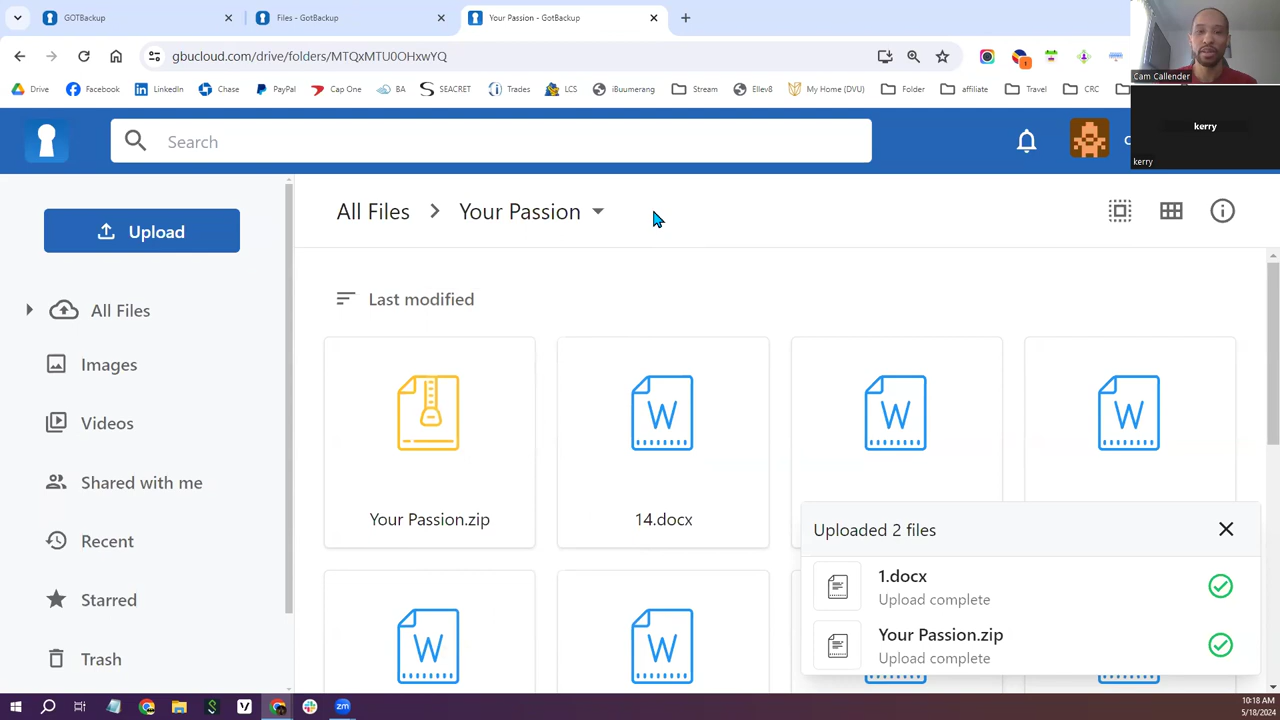 GOTBackup
Files - GotBackup
Your Passion - GotBackup
gbucloud.com/drive/folders/MTQxMTU0OHxwYQ
Drive
Facebook
LinkedIn
Chase
PayPal
Cap One
BA
SEACRET
Trades
LCS
iBuumerang
Stream
Ellev8
My Home (DVU)
Folder
affiliate
Travel
CRC
Cam Callender
kerry
kerry
Search
Upload
All Files
Your Passion
All Files
Images
Videos
Shared with me
Recent
Starred
Trash
Last modified
Your Passion.zip
14.docx
Uploaded 2 files
1.docx
Upload complete
Your Passion.zip
Upload complete
10:18 AM
5/18/2024